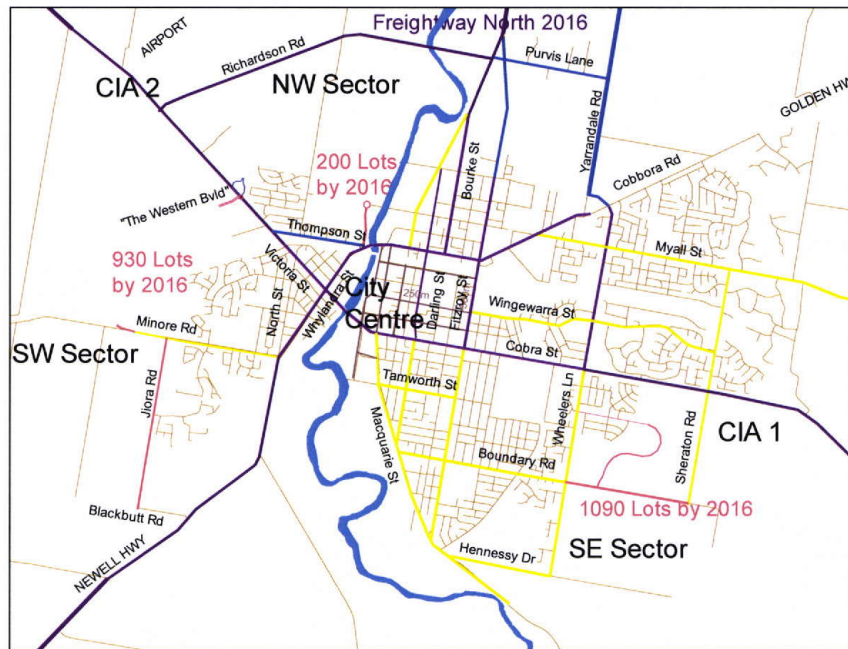 Freightway North 2016
AIRPORT
Richardson Rd
Purvis Lane
CIA 2
NW Sector
GOLDEN HW
Yarrandale Rd
Bourke St
200 Lots
by 2016
Cobbora Rd
"The Western Bvld"
Thompson St
Myall St
930 Lots
by 2016
Victoria St
North St
Whylandra St
City
Centre
250m
Darling St
Fitzroy St
Wingewarra St
Minore Rd
SW Sector
Cobra St
Jiora Rd
Tamworth St
Wheelers Ln
Macquarie St
Sheraton Rd
CIA 1
Boundary Rd
Blackbutt Rd
1090 Lots by 2016
NEWELL HWY
Hennessy Dr
SE Sector